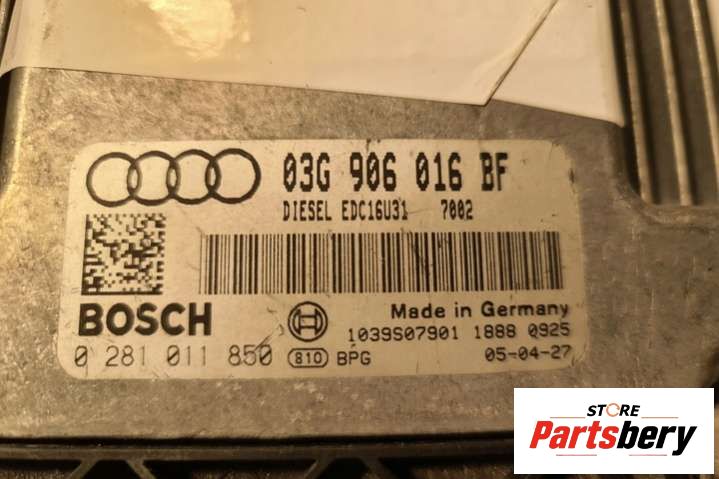 03G 906 016 BF
DIESEL EDC16U31 7002
BOSCH
Made in Germany
1039S07901 1888 0925
0 281 011 850 810 BPG 05-04-27
STORE
Partsbery